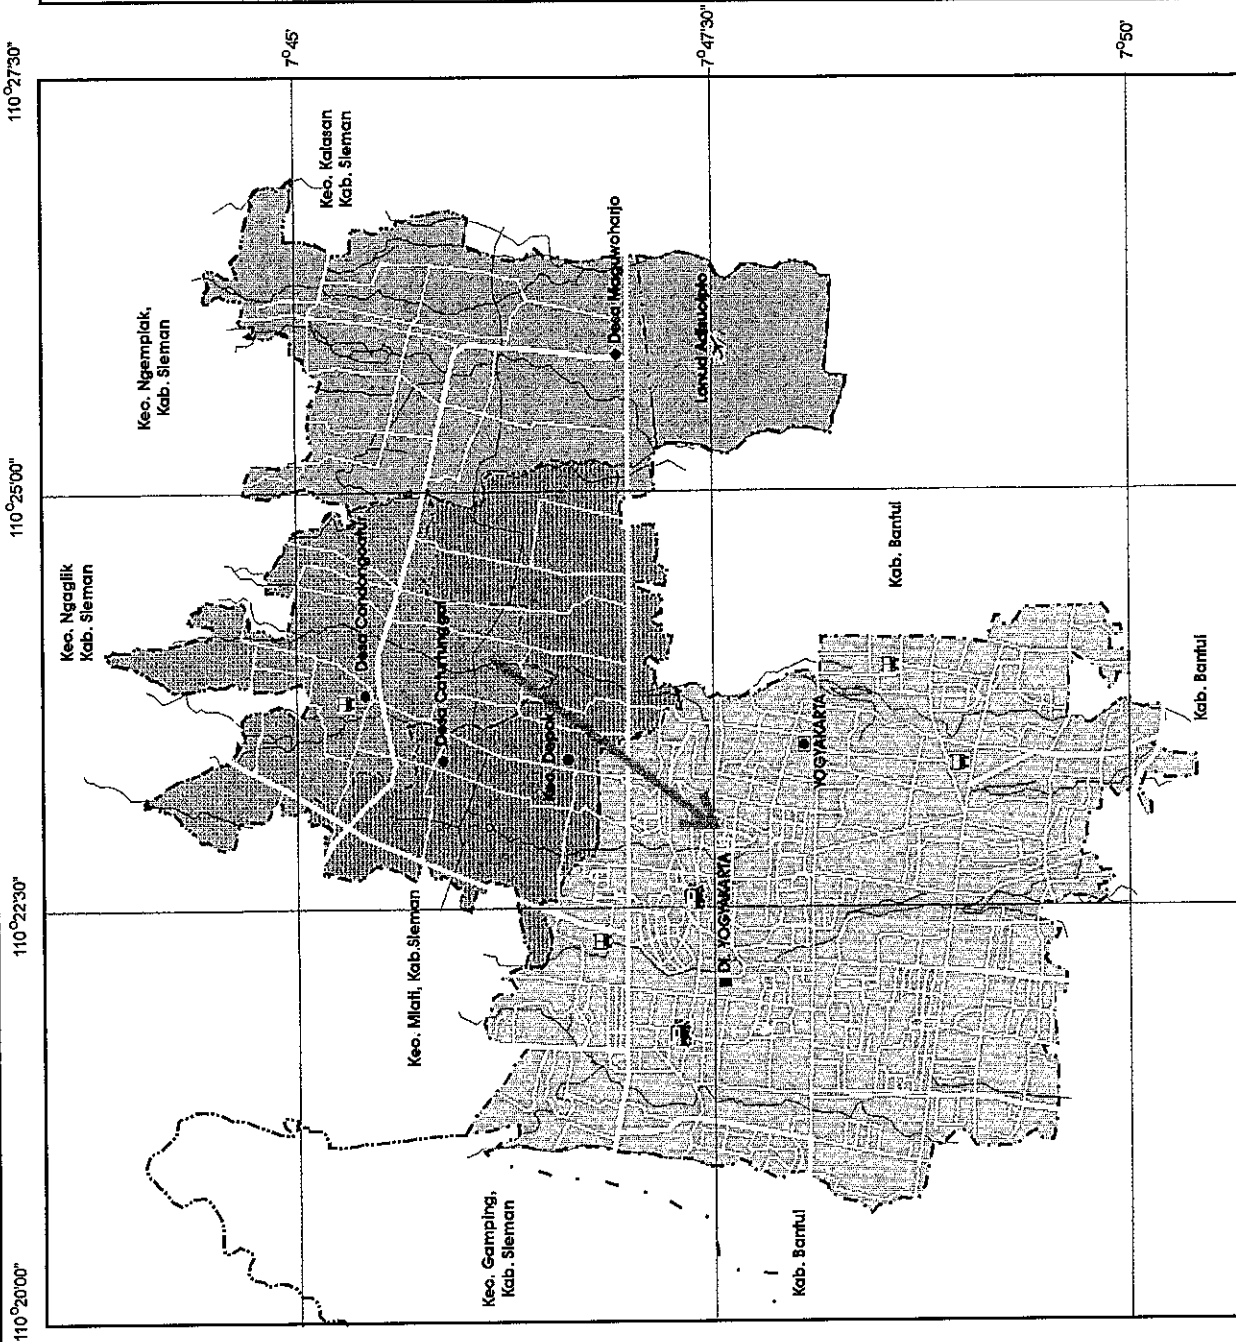 110°20'00"
110°22'30"
110°25'00"
110°27'30"
Kec. Ngaglik
Kab. Sleman
Kec. Ngemplak,
Kab. Sleman
7°45'
Kec. Kalasan
Kab. Sleman
Desa Condongcatur
Kec. Mlati, Kab.Sleman
Desa Caturtunggal
Kec. Gamping,
Kab. Sleman
Kec. Depok
Desa Maguwoharjo
Lanud Adisucipto
7°47'30"
DI. YOGYAKARTA
Kab. Bantul
YOGYAKARTA
Kab. Bantul
7°50'
Kab. Bantul